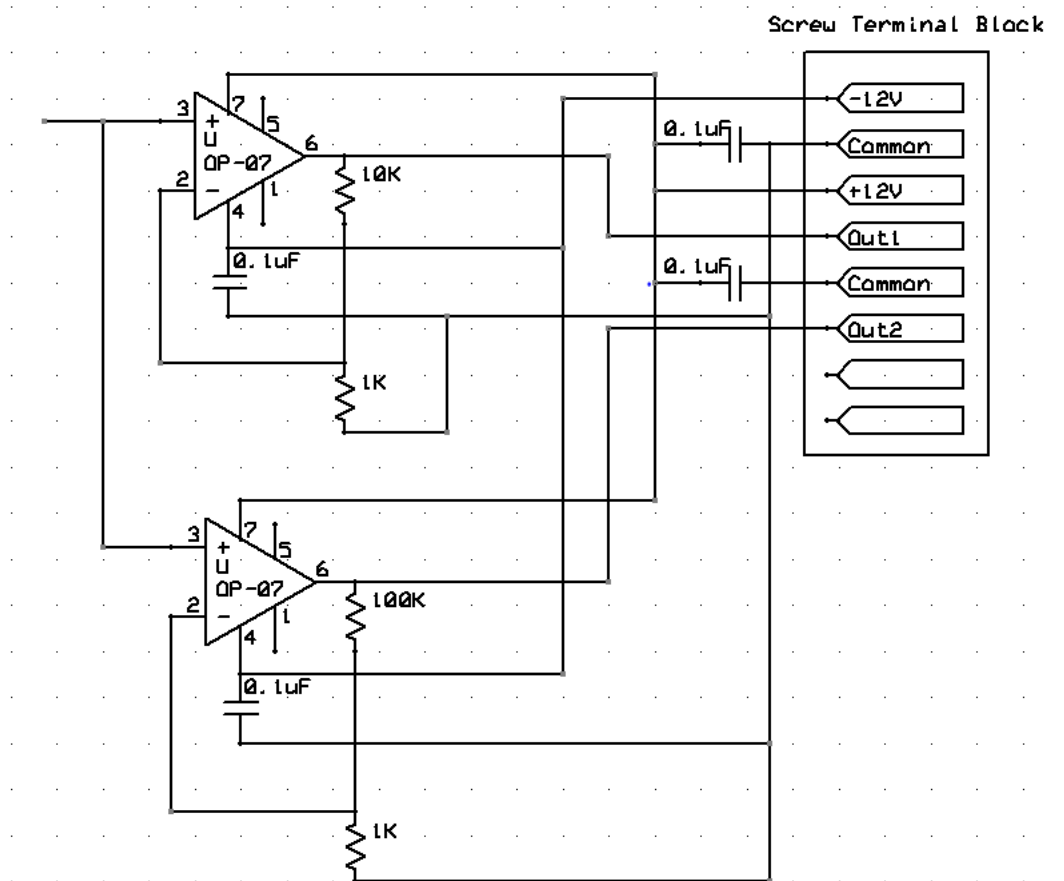 Screw Terminal Block
-12V
0.1uF
Common
+12V
Out1
0.1uF
Common
Out2
3
7
+
5
U
6
OP-07
10K
2
-
1
4
0.1uF
1K
3
7
+
5
U
6
OP-07
100K
2
-
1
4
0.1uF
1K